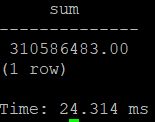 sum
---------------
310586483.00
(1 row)
Time: 24.314 ms